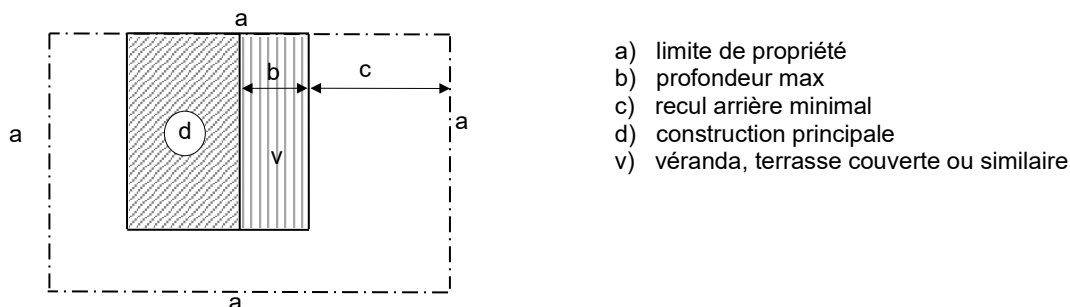 a
b
c
a
a
d
v
a
a) limite de propriété
b) profondeur max
c) recul arrière minimal
d) construction principale
v) véranda, terrasse couverte ou similaire